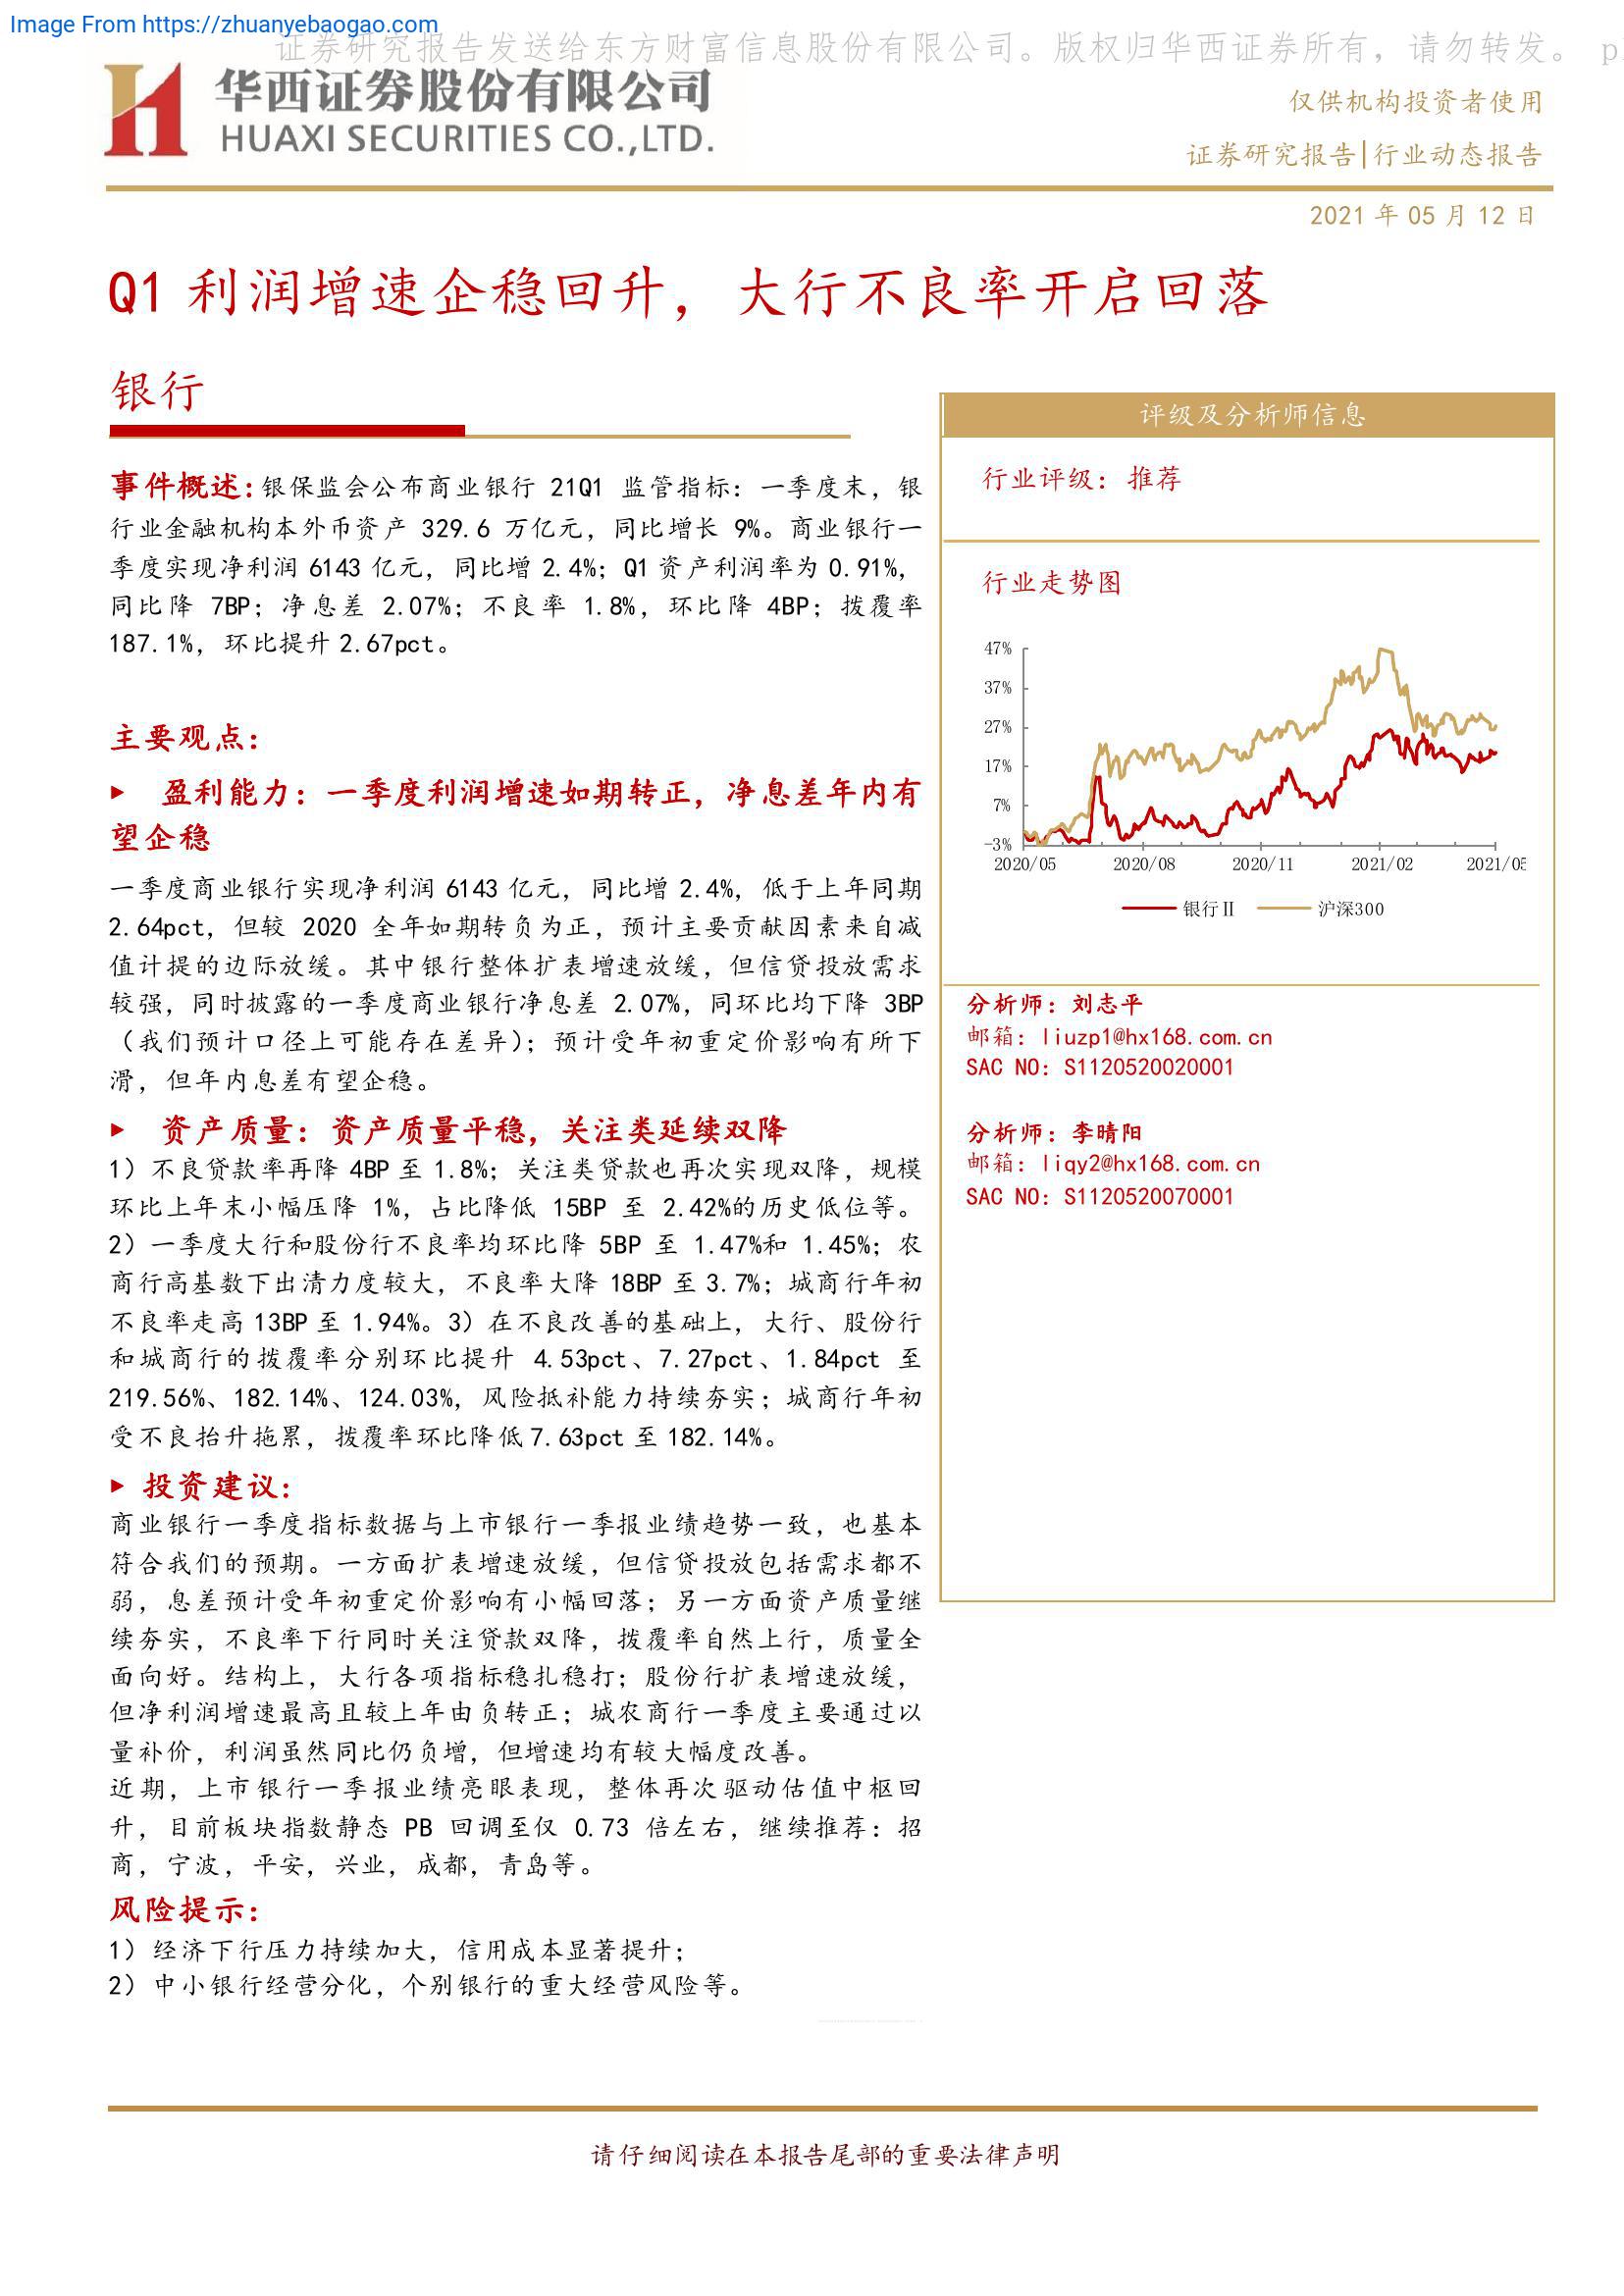 Image From https://zhuanyebaogao.com
证券研究报告发送给东方财富信息股份有限公司。版权归华西证券所有，请勿转发。 p
华西证券股份有限公司
HUAXI SECURITIES CO.,LTD.
仅供机构投资者使用
证券研究报告|行业动态报告
2021 年 05 月 12 日
Q1 利润增速企稳回升，大行不良率开启回落
银行
事件概述:银保监会公布商业银行 21Q1 监管指标：一季度末，银
行业金融机构本外币资产 329.6 万亿元，同比增长 9%。商业银行一
季度实现净利润 6143 亿元，同比增 2.4%；Q1 资产利润率为 0.91%，
同比降 7BP；净息差 2.07%；不良率 1.8%，环比降 4BP；拨覆率
187.1%，环比提升 2.67pct。
主要观点：
► 盈利能力：一季度利润增速如期转正，净息差年内有
望企稳
一季度商业银行实现净利润 6143 亿元，同比增 2.4%，低于上年同期
2.64pct，但较 2020 全年如期转负为正，预计主要贡献因素来自减
值计提的边际放缓。其中银行整体扩表增速放缓，但信贷投放需求
较强，同时披露的一季度商业银行净息差 2.07%，同环比均下降 3BP
（我们预计口径上可能存在差异）；预计受年初重定价影响有所下
滑，但年内息差有望企稳。
► 资产质量：资产质量平稳，关注类延续双降
1）不良贷款率再降 4BP 至 1.8%；关注类贷款也再次实现双降，规模
环比上年末小幅压降 1%，占比降低 15BP 至 2.42%的历史低位等。
2）一季度大行和股份行不良率均环比降 5BP 至 1.47%和 1.45%；农
商行高基数下出清力度较大，不良率大降 18BP 至 3.7%；城商行年初
不良率走高 13BP 至 1.94%。3）在不良改善的基础上，大行、股份行
和城商行的拨覆率分别环比提升 4.53pct、7.27pct、1.84pct 至
219.56%、182.14%、124.03%，风险抵补能力持续夯实；城商行年初
受不良抬升拖累，拨覆率环比降低 7.63pct 至 182.14%。
► 投资建议：
商业银行一季度指标数据与上市银行一季报业绩趋势一致，也基本
符合我们的预期。一方面扩表增速放缓，但信贷投放包括需求都不
弱，息差预计受年初重定价影响有小幅回落；另一方面资产质量继
续夯实，不良率下行同时关注贷款双降，拨覆率自然上行，质量全
面向好。结构上，大行各项指标稳扎稳打；股份行扩表增速放缓，
但净利润增速最高且较上年由负转正；城农商行一季度主要通过以
量补价，利润虽然同比仍负增，但增速均有较大幅度改善。
近期，上市银行一季报业绩亮眼表现，整体再次驱动估值中枢回
升，目前板块指数静态 PB 回调至仅 0.73 倍左右，继续推荐：招
商，宁波，平安，兴业，成都，青岛等。
风险提示：
1）经济下行压力持续加大，信用成本显著提升；
2）中小银行经营分化，个别银行的重大经营风险等。
评级及分析师信息
行业评级：推荐
行业走势图
47%
37%
27%
17%
7%
-3%
2020/05 2020/08 2020/11 2021/02 2021/05
银行II 沪深300
分析师：刘志平
邮箱：liuzp1@hx168.com.cn
SAC NO：S1120520020001
分析师：李晴阳
邮箱：liqy2@hx168.com.cn
SAC NO：S1120520070001
请仔细阅读在本报告尾部的重要法律声明